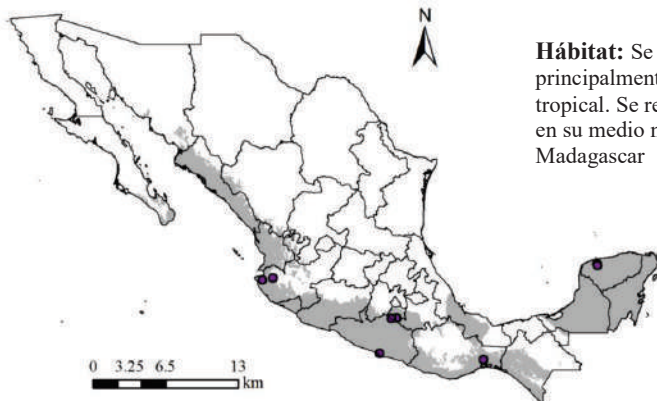 N
Hábitat: Se
principalment
tropical. Se re
en su medio n
Madagascar
0 3.25 6.5 13
km